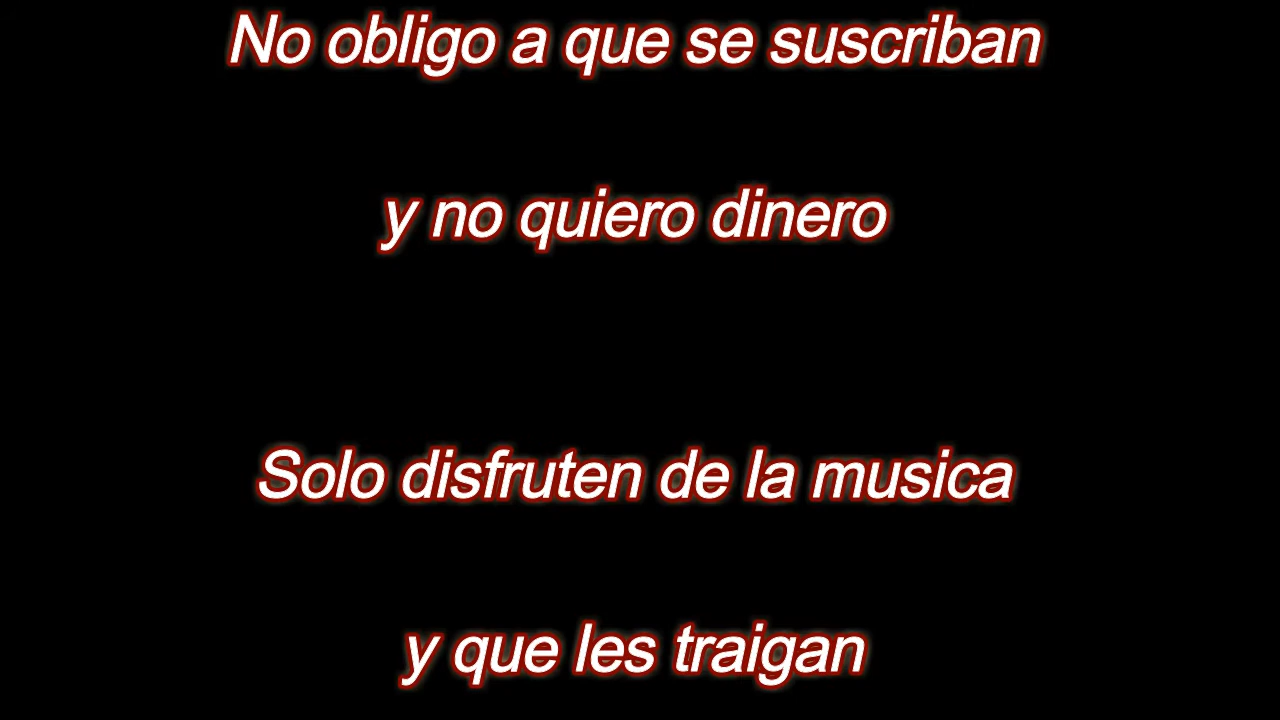 No obligo a que se suscriban
y no quiero dinero
Solo disfruten de la musica
y que les traigan